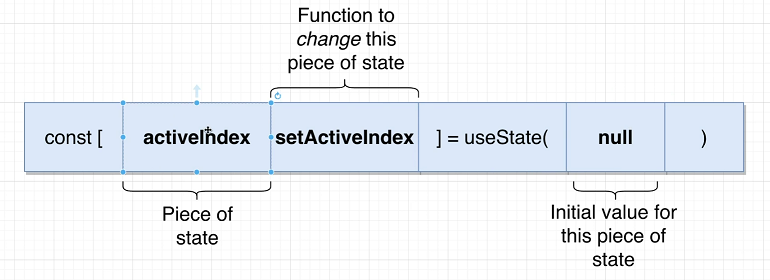 Function to
change this
piece of state
const [ activeIndex setActiveIndex ] = useState( null )
Piece of
state
Initial value for
this piece of
state